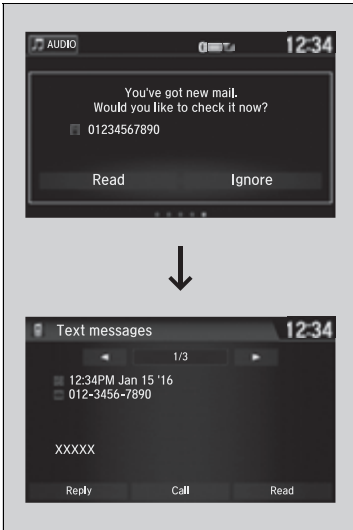 AUDIO
12:34
You've got new mail.
Would you like to check it now?
01234567890
Read Ignore
Text messages
12:34
1/3
12:34PM Jan 15 '16
012-3456-7890
XXXXX
Reply Call Read